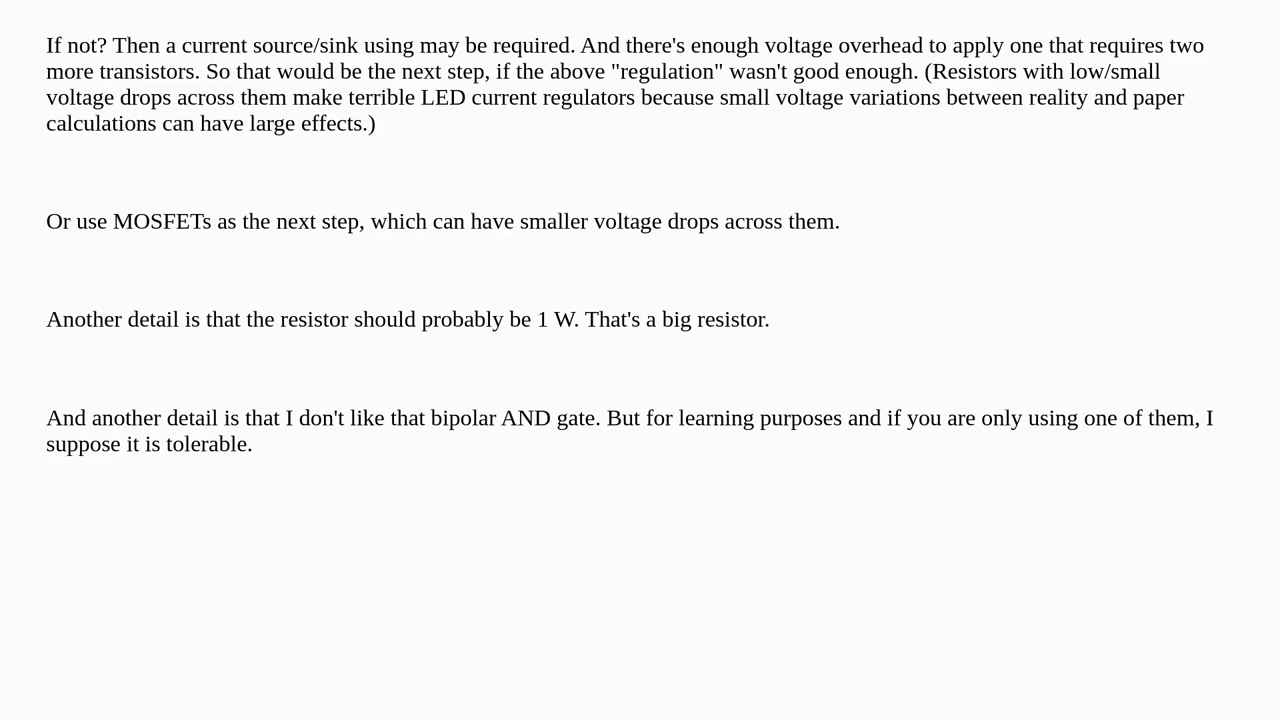 If not? Then a current source/sink using may be required. And there's enough voltage overhead to apply one that requires two
more transistors. So that would be the next step, if the above "regulation" wasn't good enough. (Resistors with low/small
voltage drops across them make terrible LED current regulators because small voltage variations between reality and paper
calculations can have large effects.)
Or use MOSFETs as the next step, which can have smaller voltage drops across them.
Another detail is that the resistor should probably be 1 W. That's a big resistor.
And another detail is that I don't like that bipolar AND gate. But for learning purposes and if you are only using one of them, I
suppose it is tolerable.